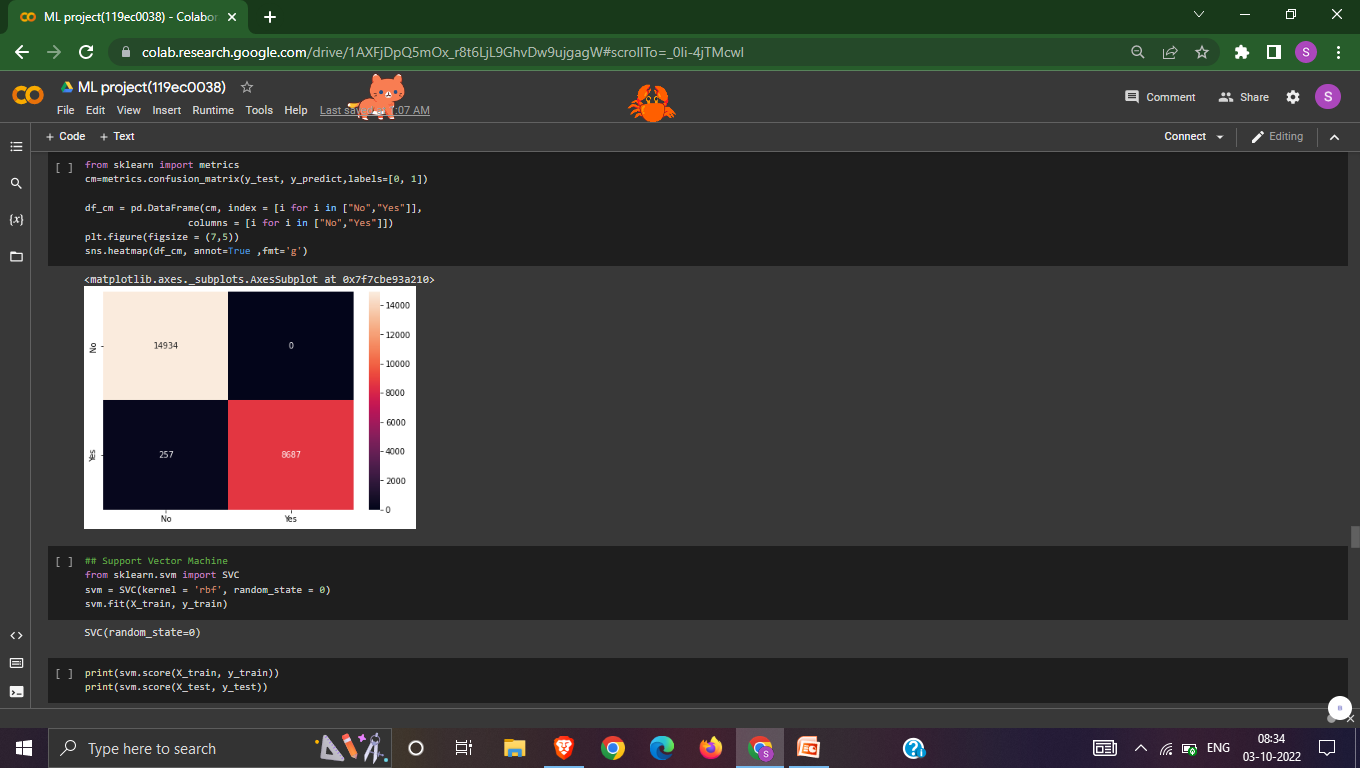 ML project(119ec0038) - Colabor
colab.research.google.com/drive/1AXFjDpQ5mOx_r8t6LjL9GhvDw9ujgagW#scrollTo=_0Ii-4jTMcwl
S
ML project(119ec0038)
File Edit View Insert Runtime Tools Help Last :07 AM
Comment Share S
+ Code + Text
Connect Editing
[ ] from sklearn import metrics
cm=metrics.confusion_matrix(y_test, y_predict,labels=[0, 1])
df_cm = pd.DataFrame(cm, index = [i for i in ["No","Yes"]],
columns = [i for i in ["No","Yes"]])
plt.figure(figsize = (7,5))
sns.heatmap(df_cm, annot=True ,fmt='g')
<matplotlib.axes._subplots.AxesSubplot at 0x7f7cbe93a210>
No
Yes
14934 0
257 8687
No Yes
14000
12000
10000
8000
6000
4000
2000
0
[ ] ## Support Vector Machine
from sklearn.svm import SVC
svm = SVC(kernel = 'rbf', random_state = 0)
svm.fit(X_train, y_train)
SVC(random_state=0)
[ ] print(svm.score(X_train, y_train))
print(svm.score(X_test, y_test))
Type here to search
S
ENG
08:34
03-10-2022